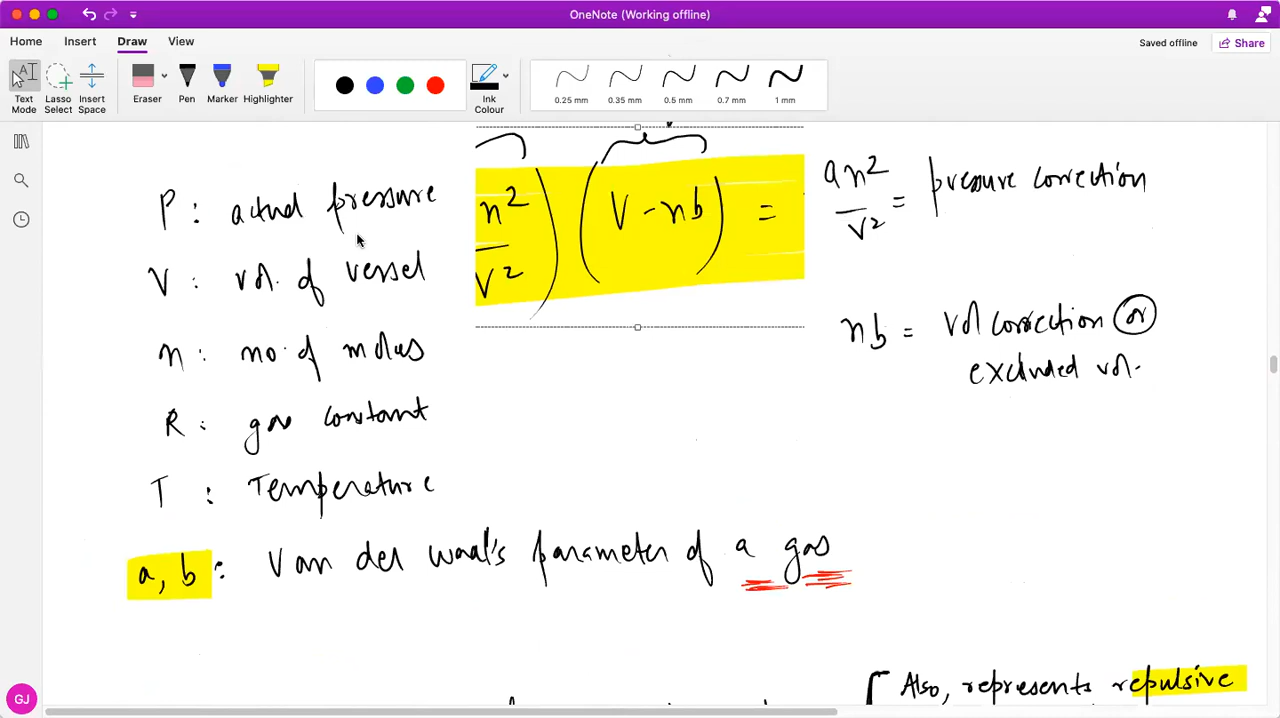 OneNote (Working offline)
Home Insert Draw View
Saved offline
Share
Text Mode
Lasso Select
Insert Space
Eraser
Pen
Marker
Highlighter
Ink Colour
0.25 mm
0.35 mm
0.5 mm
0.7 mm
1 mm
P : actual pressure
V : vol. of vessel
n : no. of moles
R : gas constant
T : Temperature
a, b : Van der waal's parameter of a gas
n²/V² ) ( V - nb ) =
an²/V² = pressure correction
nb = vol correction or
excluded vol.
Also, represents repulsive
GJ